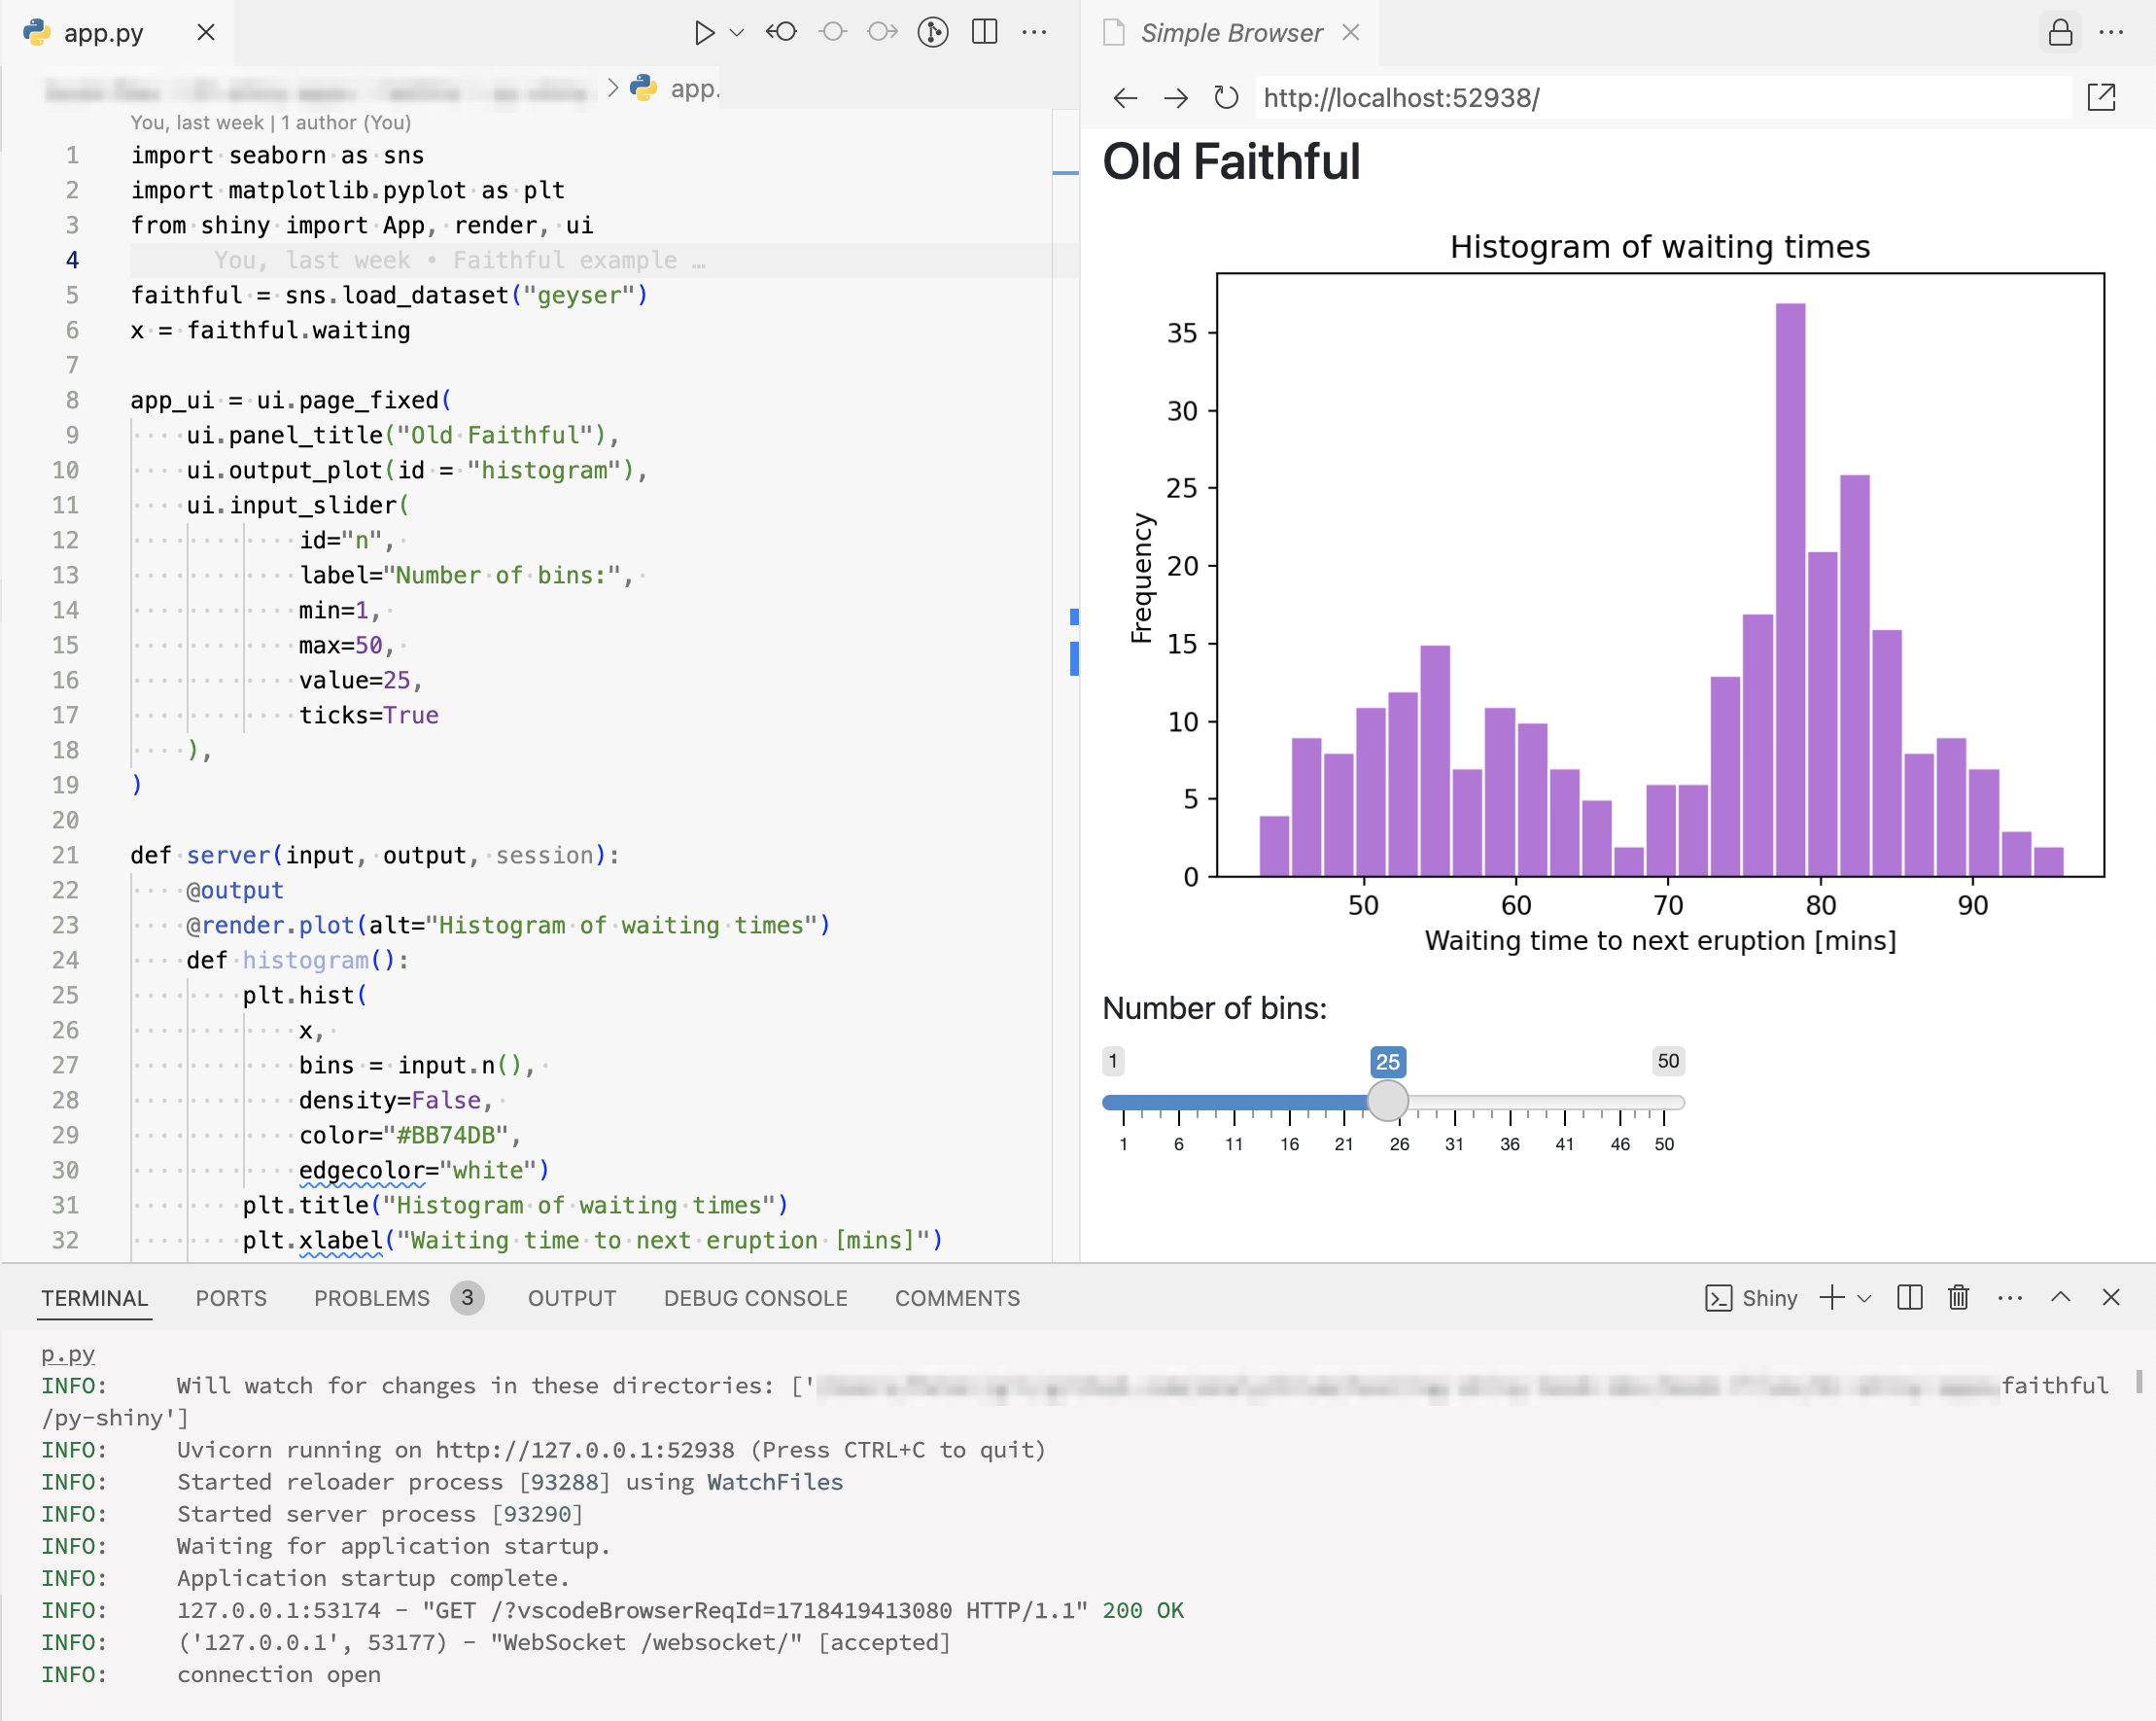 app.py
app.
You, last week | 1 author (You)
1 import seaborn as sns
2 import matplotlib.pyplot as plt
3 from shiny import App, render, ui
4 You, last week • Faithful example …
5 faithful = sns.load_dataset("geyser")
6 x = faithful.waiting
7
8 app_ui = ui.page_fixed(
9 ui.panel_title("Old Faithful"),
10 ui.output_plot(id = "histogram"),
11 ui.input_slider(
12 id="n",
13 label="Number of bins:",
14 min=1,
15 max=50,
16 value=25,
17 ticks=True
18 ),
19 )
20
21 def server(input, output, session):
22 @output
23 @render.plot(alt="Histogram of waiting times")
24 def histogram():
25 plt.hist(
26 x,
27 bins = input.n(),
28 density=False,
29 color="#BB74DB",
30 edgecolor="white")
31 plt.title("Histogram of waiting times")
32 plt.xlabel("Waiting time to next eruption [mins]")
Simple Browser
http://localhost:52938/
Old Faithful
Histogram of waiting times
Frequency
35
30
25
20
15
10
5
0
50 60 70 80 90
Waiting time to next eruption [mins]
Number of bins:
1 25 50
1 6 11 16 21 26 31 36 41 46 50
TERMINAL PORTS PROBLEMS 3 OUTPUT DEBUG CONSOLE COMMENTS Shiny
p.py
INFO: Will watch for changes in these directories: [' faithful
/py-shiny']
INFO: Uvicorn running on http://127.0.0.1:52938 (Press CTRL+C to quit)
INFO: Started reloader process [93288] using WatchFiles
INFO: Started server process [93290]
INFO: Waiting for application startup.
INFO: Application startup complete.
INFO: 127.0.0.1:53174 - "GET /?vscodeBrowserReqId=1718419413080 HTTP/1.1" 200 OK
INFO: ('127.0.0.1', 53177) - "WebSocket /websocket/" [accepted]
INFO: connection open